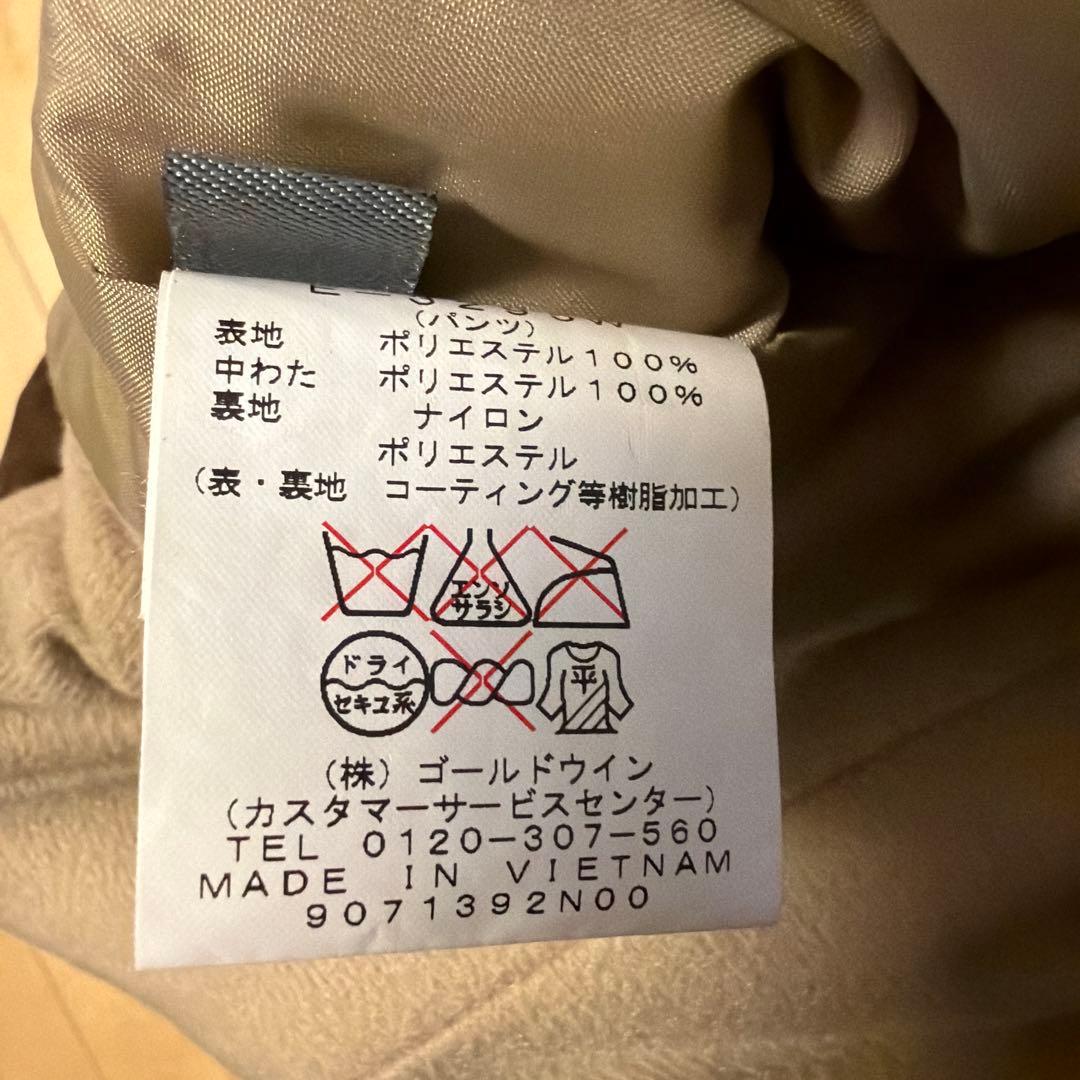 (パンツ)
表地 ポリエステル100%
中わた ポリエステル100%
裏地 ナイロン
ポリエステル
(表・裏地 コーティング等樹脂加工)
エンソ
サラシ
ドライ
セキユ系
平
(株)ゴールドウイン
(カスタマーサービスセンター)
TEL 0120-307-560
MADE IN VIETNAM
9071392N00